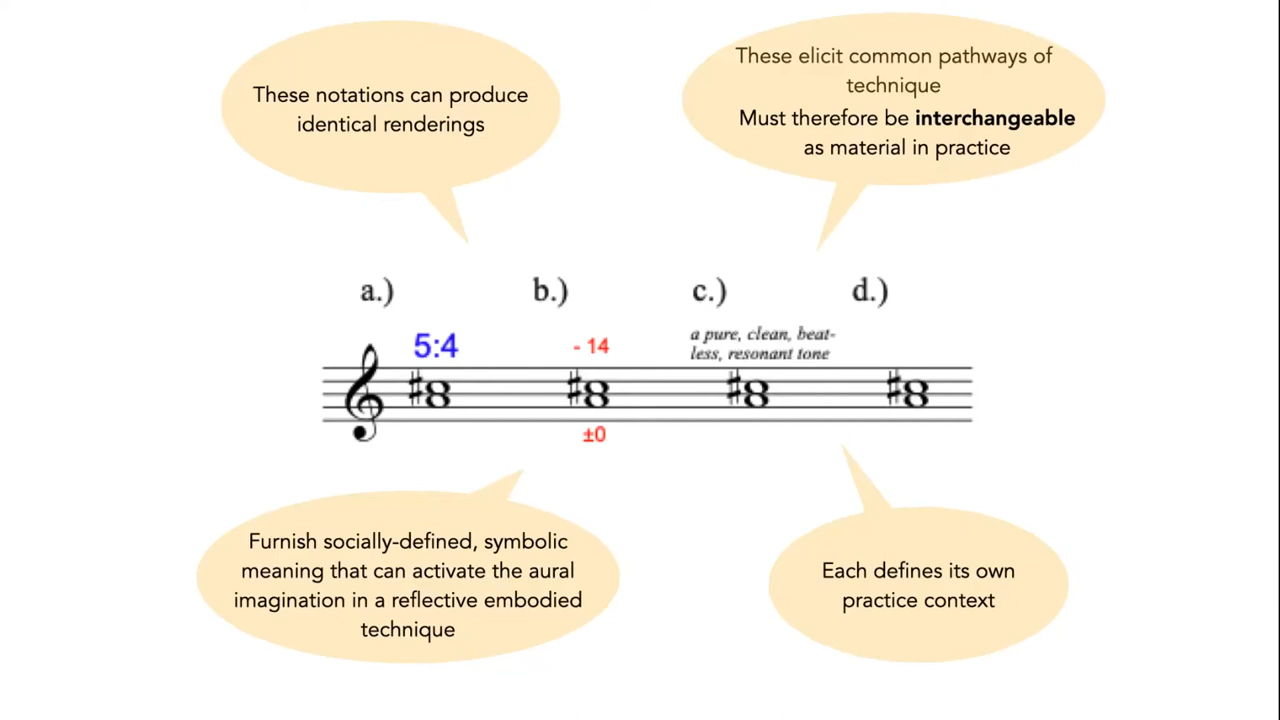 These notations can produce
identical renderings
These elicit common pathways of
technique
Must therefore be interchangeable
as material in practice
a.)
b.)
c.)
d.)
5:4
- 14
±0
a pure, clean, beat-
less, resonant tone
Furnish socially-defined, symbolic
meaning that can activate the aural
imagination in a reflective embodied
technique
Each defines its own
practice context